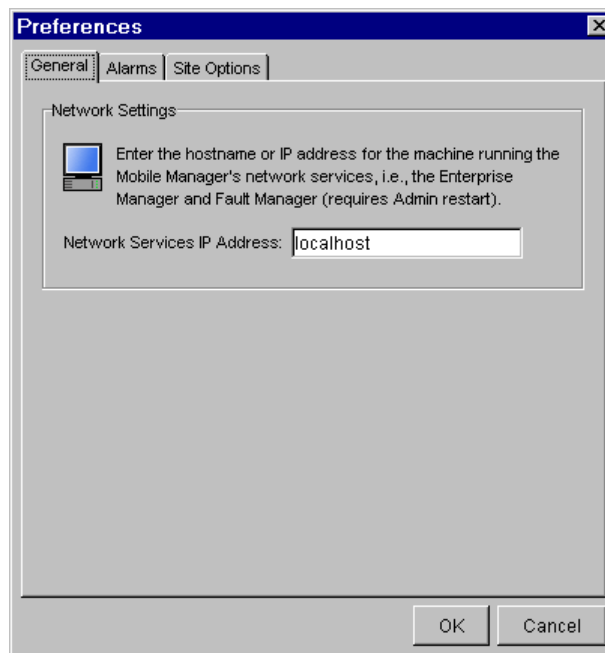 Preferences
General Alarms Site Options
Network Settings
Enter the hostname or IP address for the machine running the
Mobile Manager's network services, i.e., the Enterprise
Manager and Fault Manager (requires Admin restart).
Network Services IP Address: localhost
OK Cancel